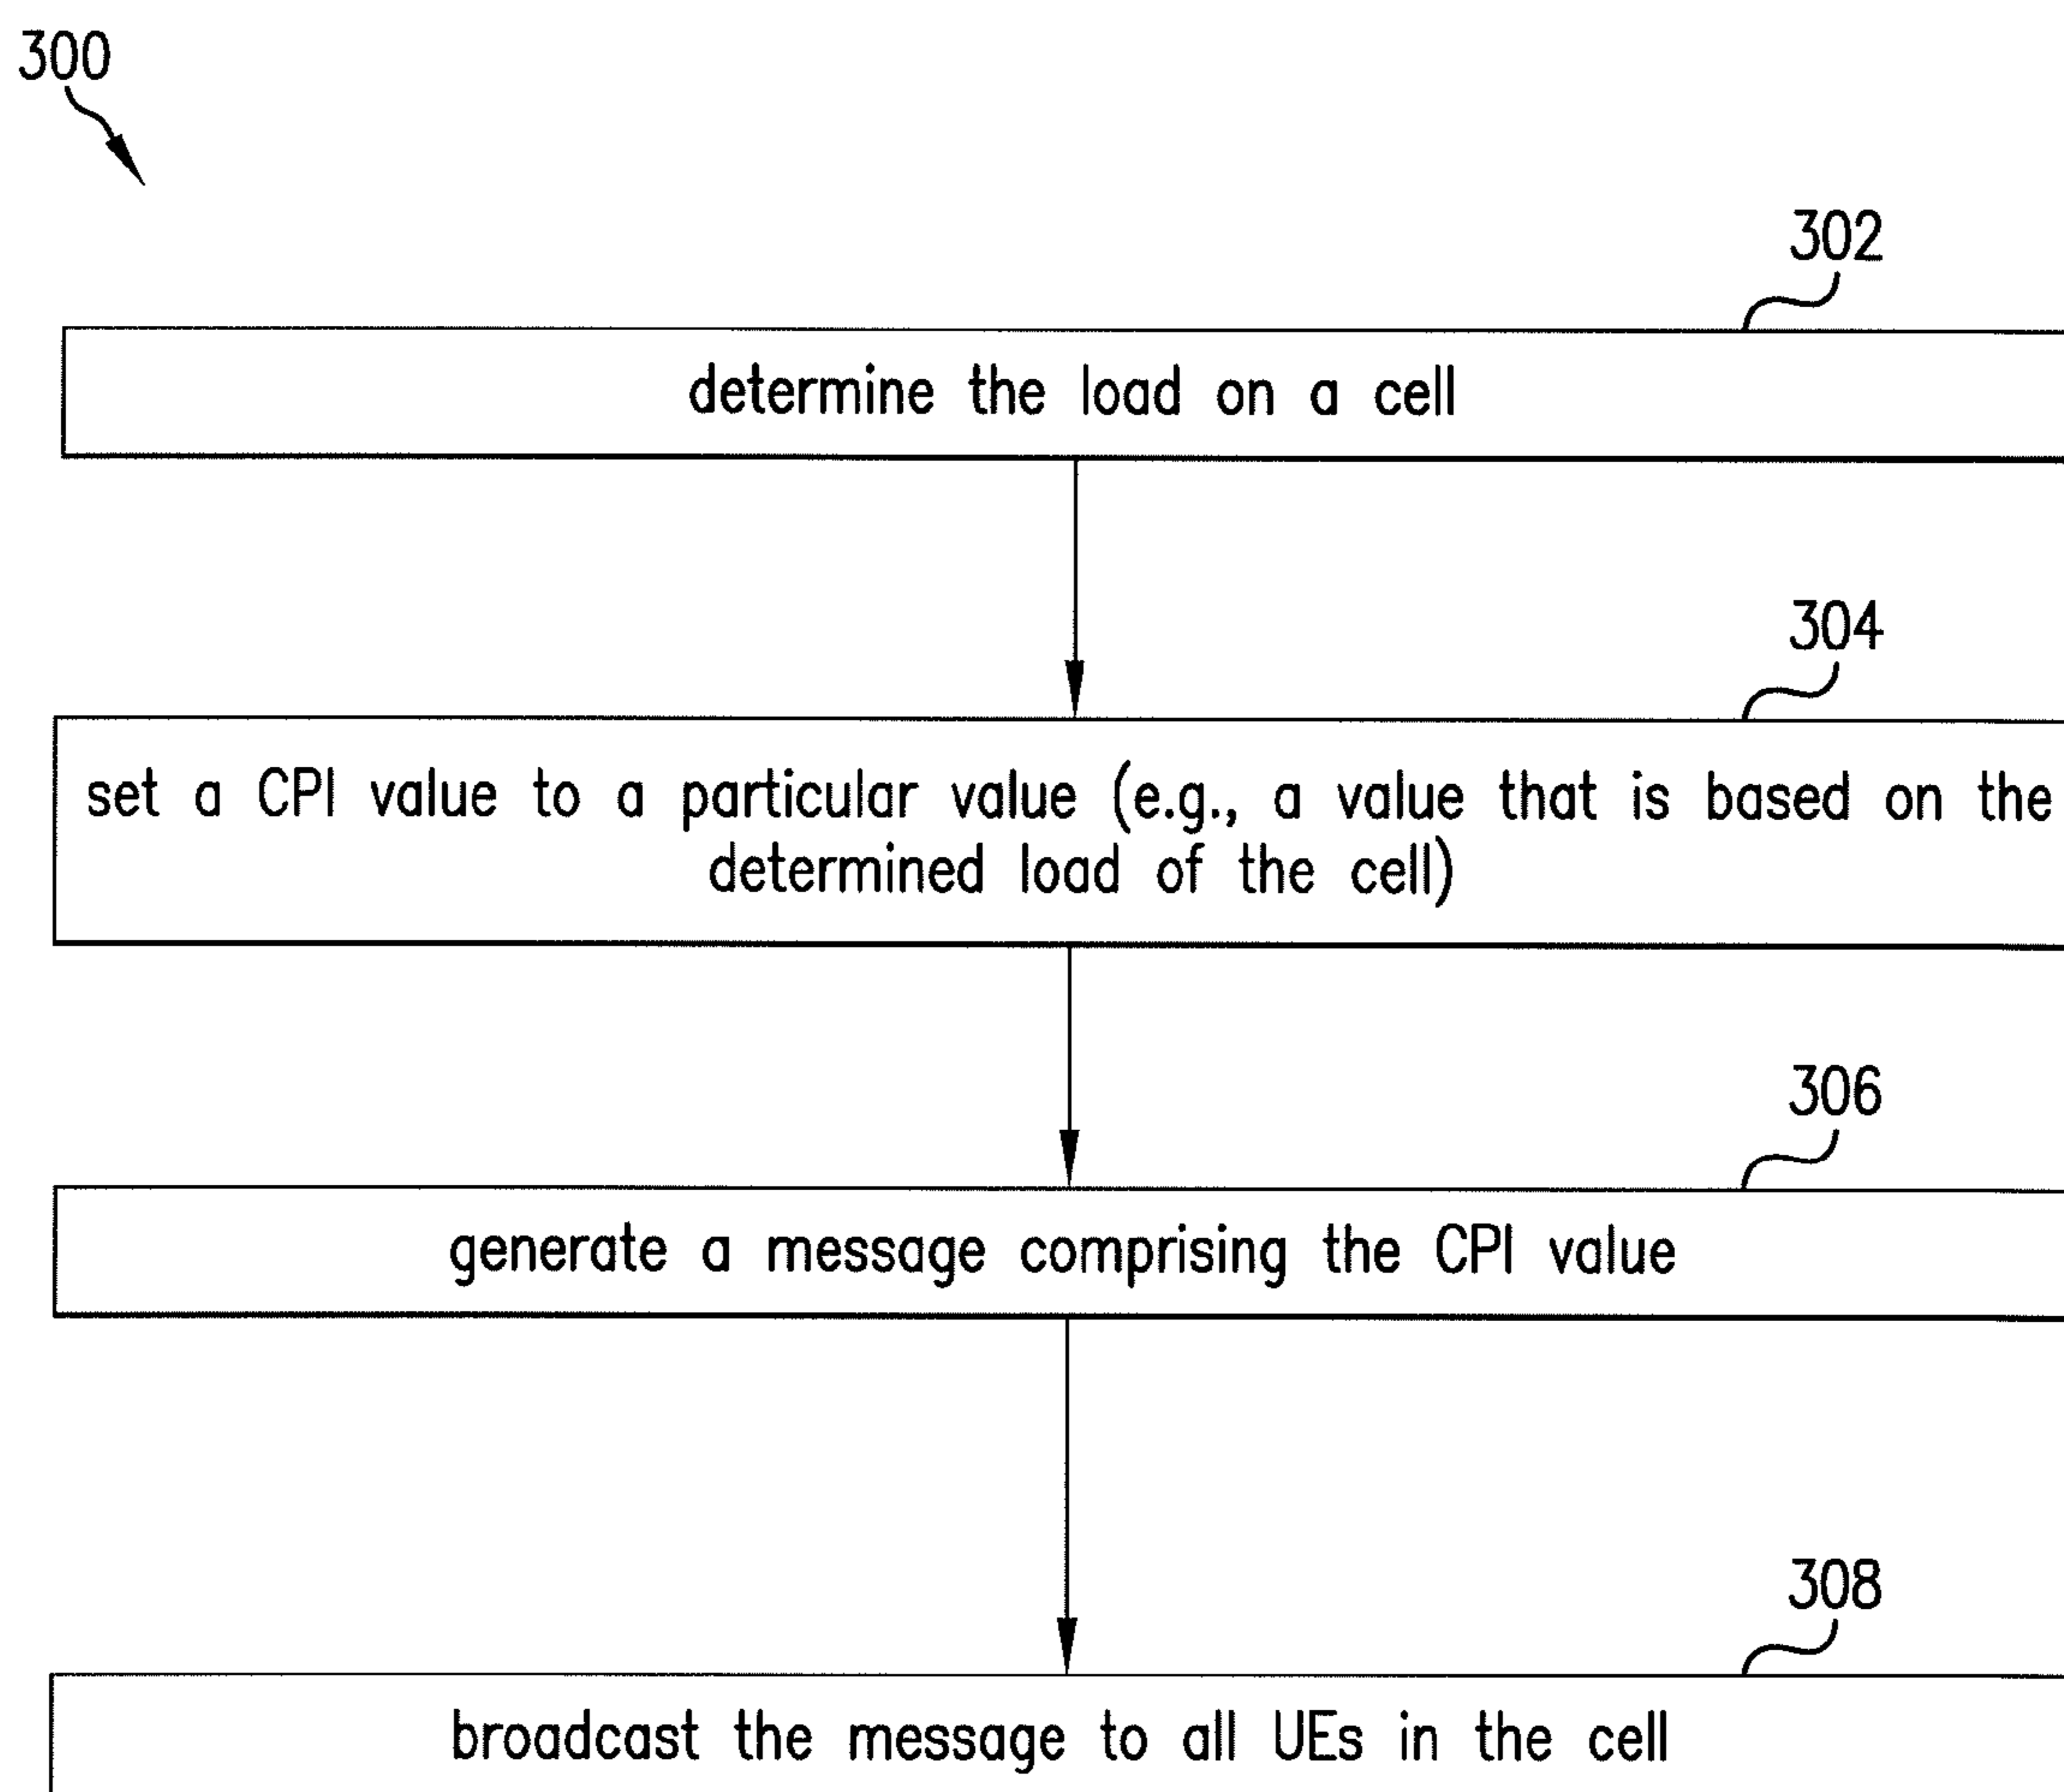 300
302
determine the load on a cell
304
set a CPI value to a particular value (e.g., a value that is based on the
determined load of the cell)
306
generate a message comprising the CPI value
308
broadcast the message to all UEs in the cell